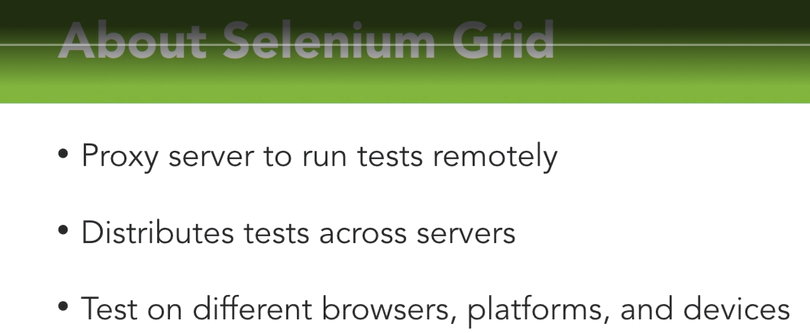 About Selenium Grid
• Proxy server to run tests remotely
• Distributes tests across servers
• Test on different browsers, platforms, and devices